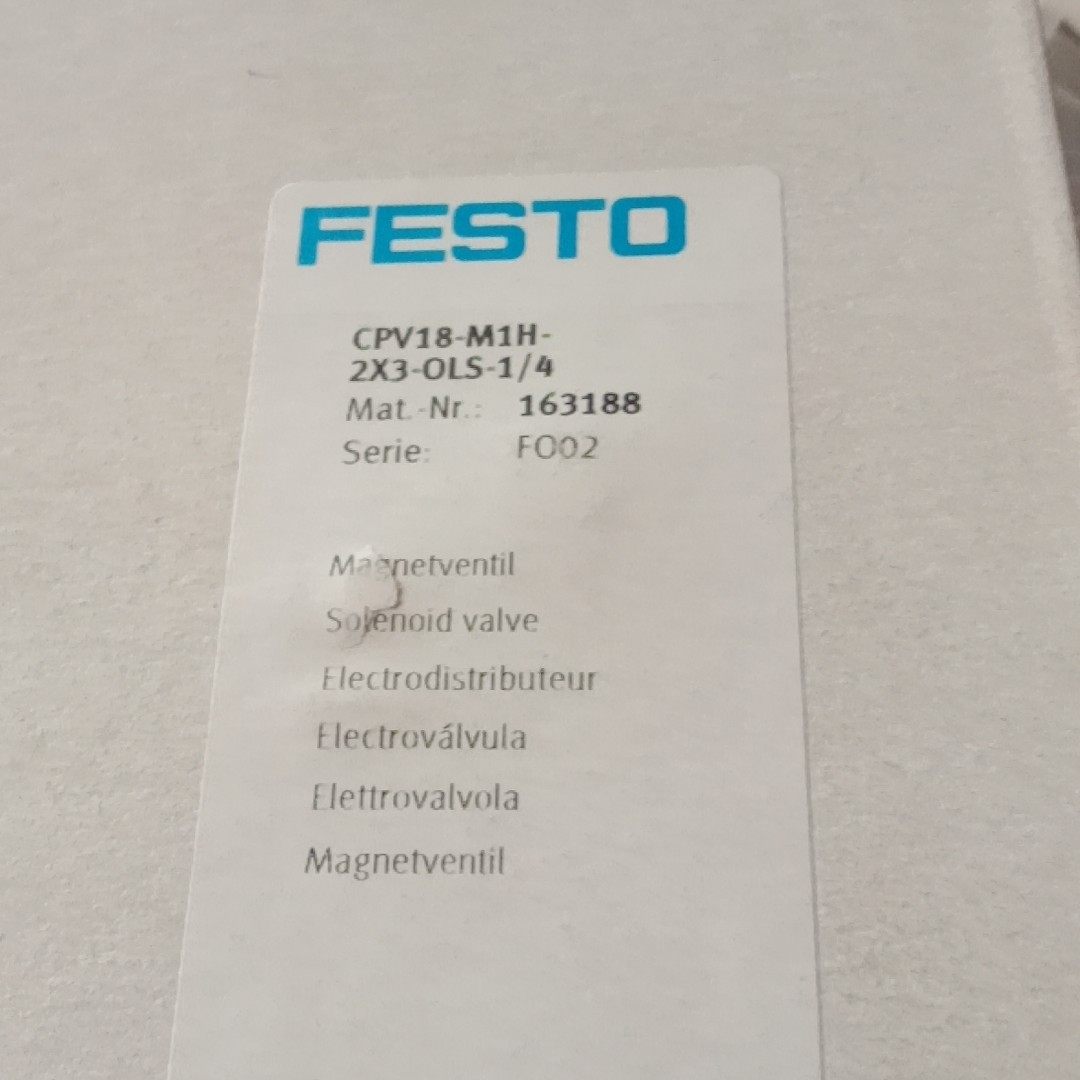 FESTO
CPV18-M1H-
2X3-OLS-1/4
Mat.-Nr.: 163188
Serie: FO02
Magnetventil
Solenoid valve
Electrodistributeur
Electroválvula
Elettrovalvola
Magnetventil